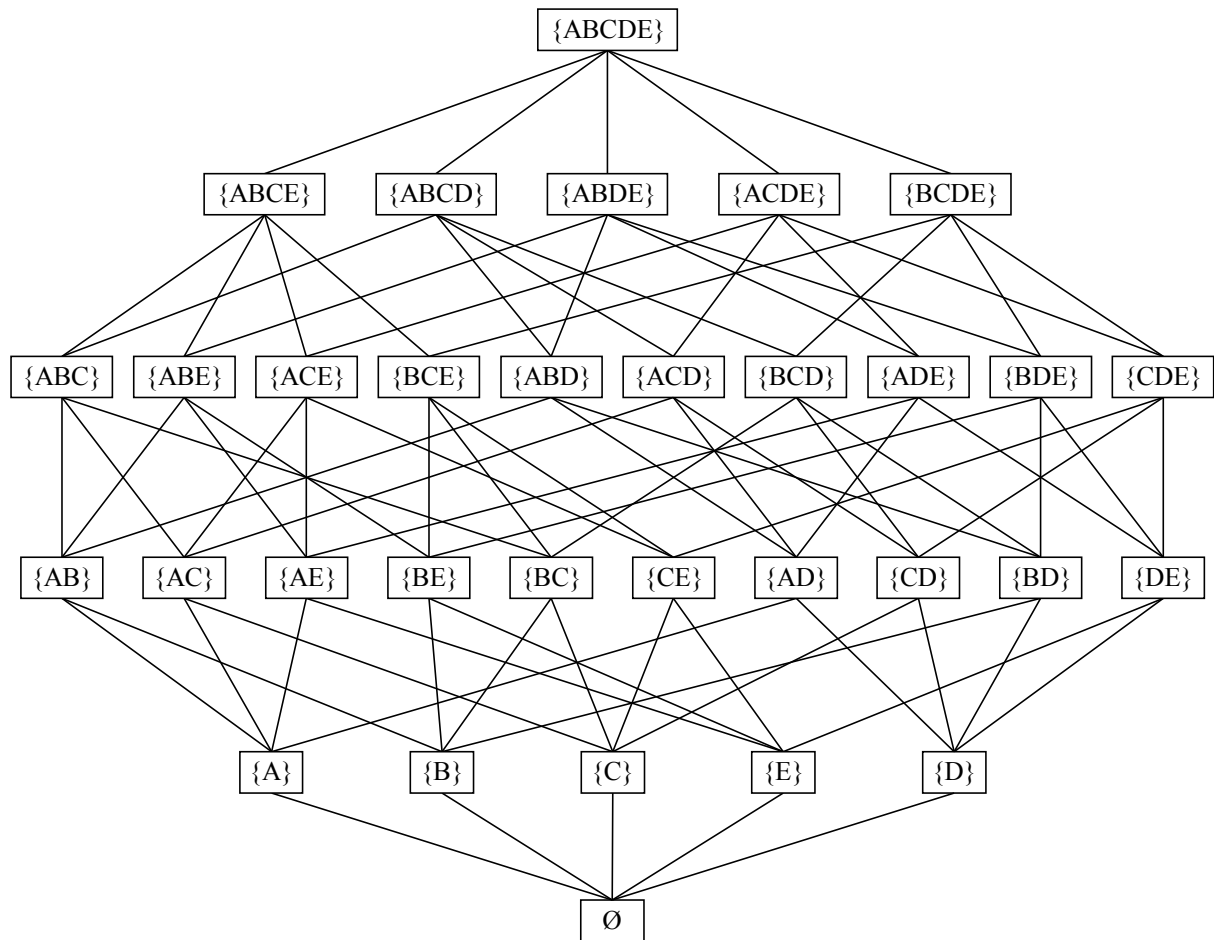 {ABCDE}
{ABCE} {ABCD} {ABDE} {ACDE} {BCDE}
{ABC} {ABE} {ACE} {BCE} {ABD} {ACD} {BCD} {ADE} {BDE} {CDE}
{AB} {AC} {AE} {BE} {BC} {CE} {AD} {CD} {BD} {DE}
{A} {B} {C} {E} {D}
Ø